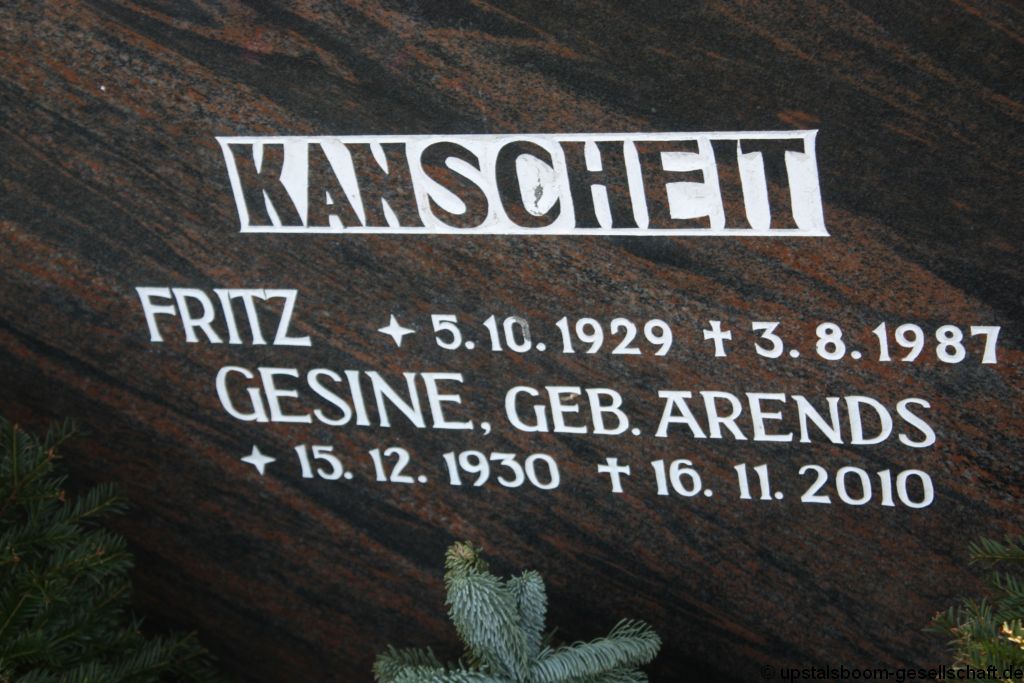 KANSCHEIT
FRITZ ✦ 5.10.1929 ✝ 3.8.1987
GESINE, GEB. ARENDS
✦ 15.12.1930 ✝ 16.11.2010
© upstalsboom-gesellschaft.de